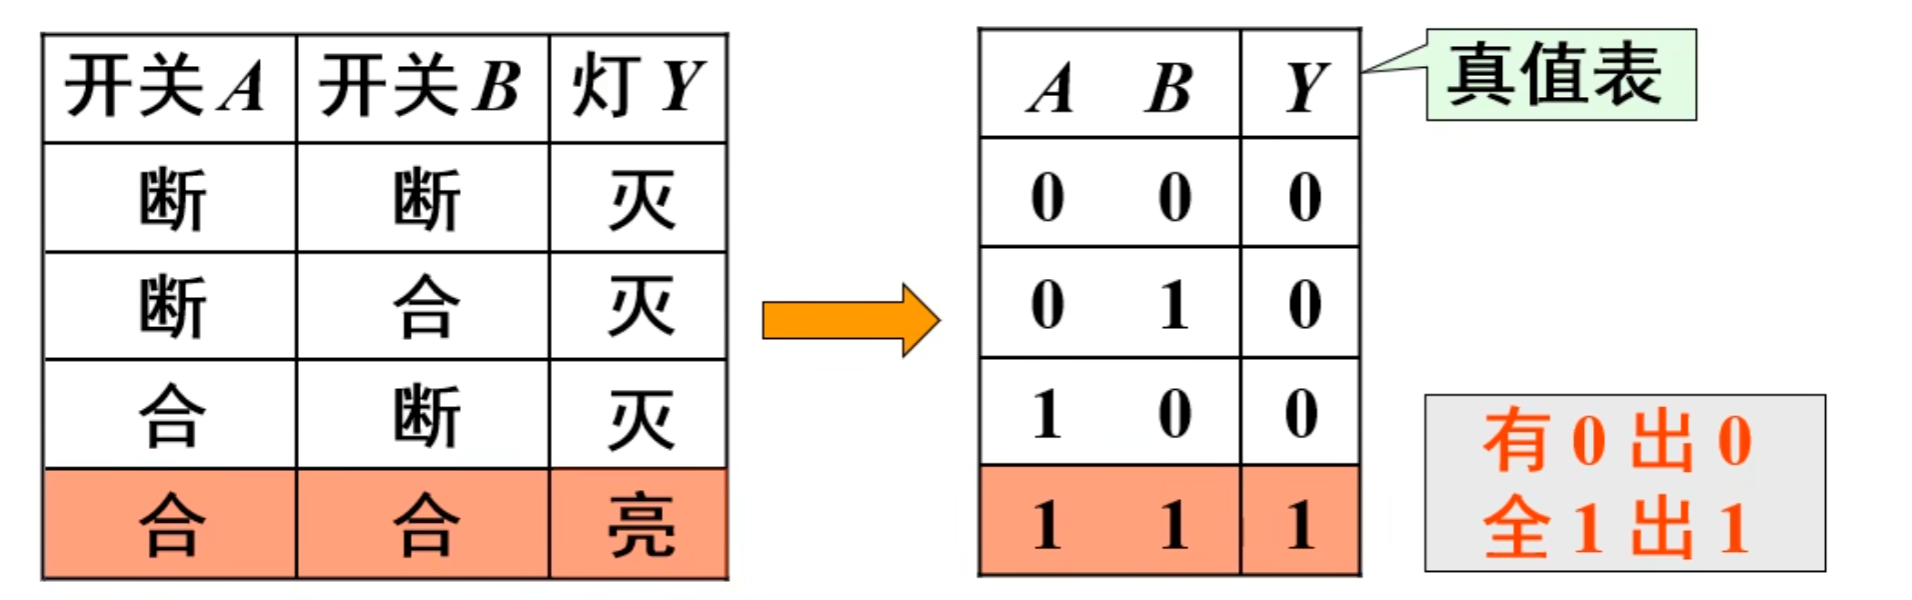 开关 A 开关 B 灯 Y
断 断 灭
断 合 灭
合 断 灭
合 合 亮
A B Y
0 0 0
0 1 0
1 0 0
1 1 1
真值表
有 0 出 0
全 1 出 1